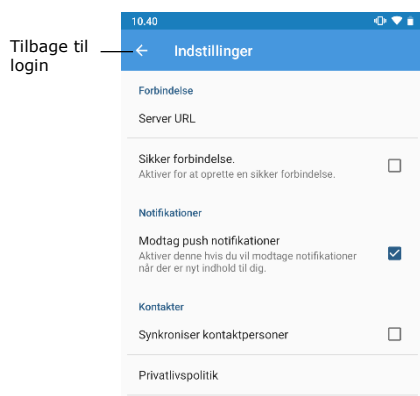 10.40
Tilbage til
login
Indstillinger
Forbindelse
Server URL
Sikker forbindelse.
Aktiver for at oprette en sikker forbindelse.
Notifikationer
Modtag push notifikationer
Aktiver denne hvis du vil modtage notifikationer
når der er nyt indhold til dig.
Kontakter
Synkroniser kontaktpersoner
Privatlivspolitik